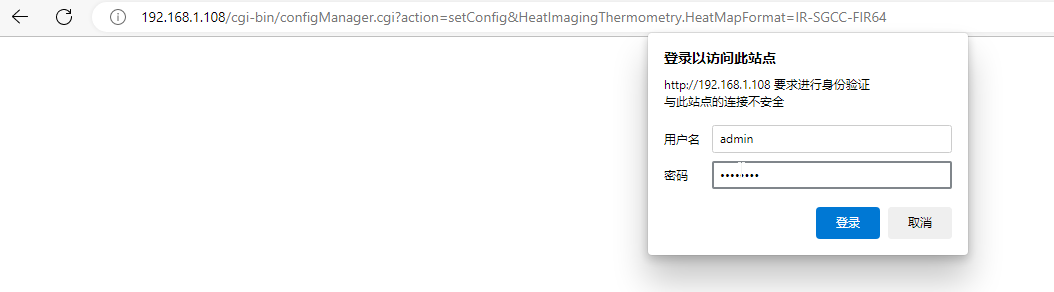 192.168.1.108/cgi-bin/configManager.cgi?action=setConfig&HeatImagingThermometry.HeatMapFormat=IR-SGCC-FIR64
登录以访问此站点
http://192.168.1.108 要求进行身份验证
与此站点的连接不安全
用户名 admin
密码 ••••••••
登录 取消